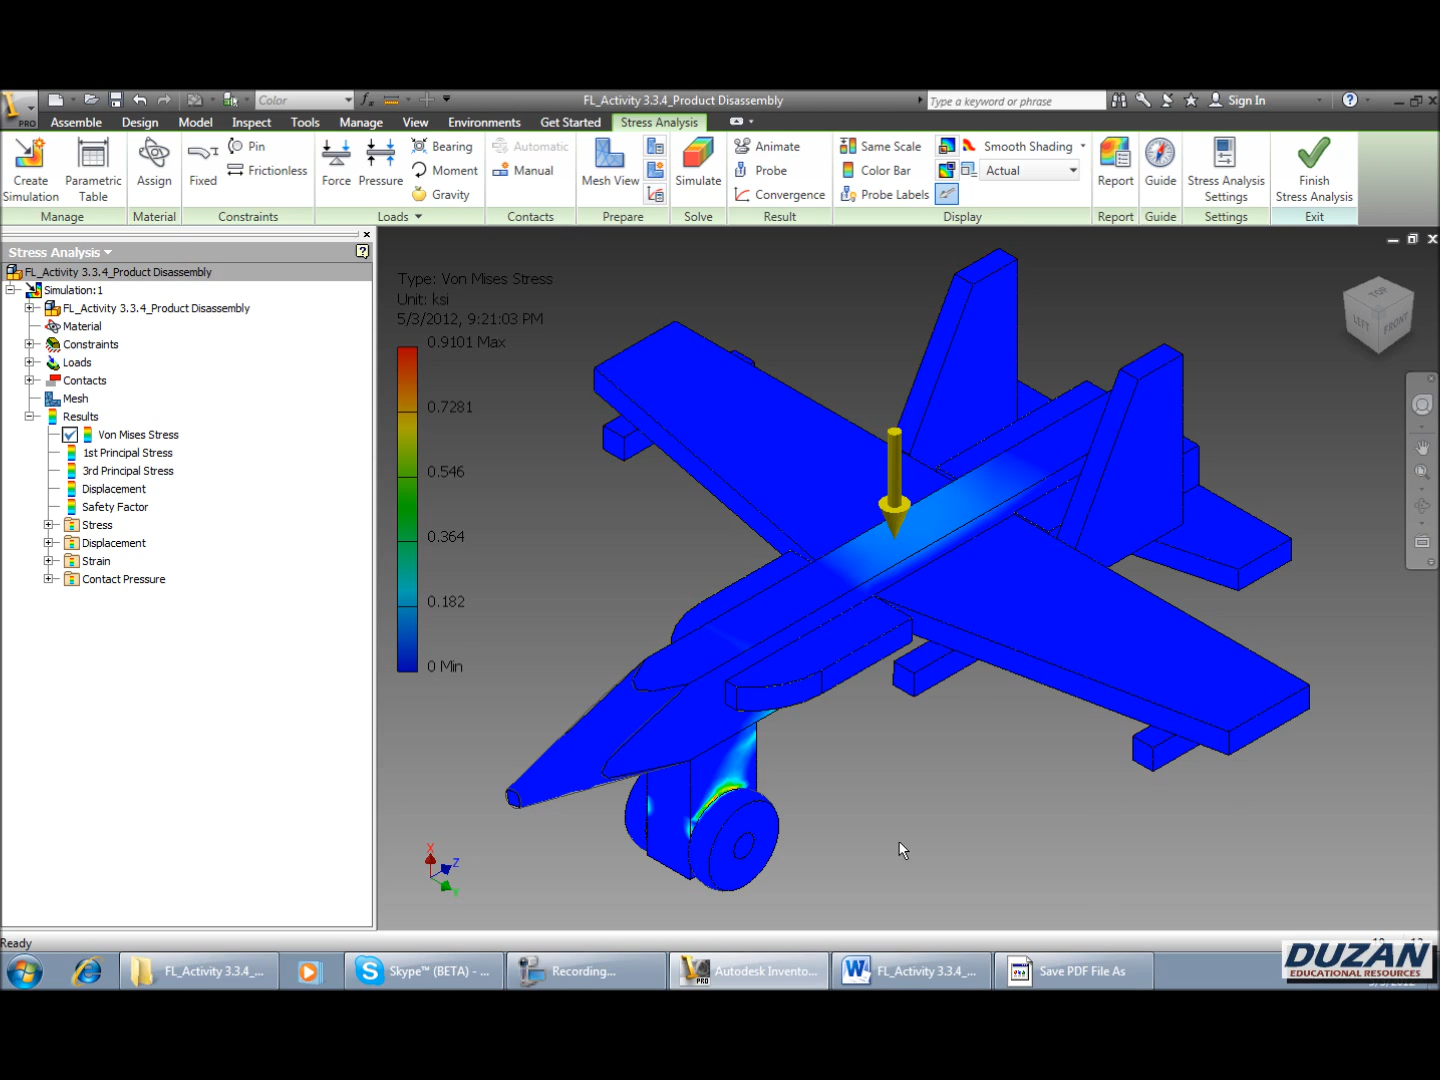 PRO
Color
FL_Activity 3.3.4_Product Disassembly
Type a keyword or phrase
Sign In
Assemble Design Model Inspect Tools Manage View Environments Get Started Stress Analysis
Create Simulation
Parametric Table
Manage
Assign
Material
Fixed
Pin
Frictionless
Constraints
Force
Pressure
Bearing
Moment
Gravity
Loads
Automatic
Manual
Contacts
Mesh View
Prepare
Simulate
Solve
Animate
Probe
Convergence
Result
Same Scale
Color Bar
Probe Labels
Smooth Shading
Actual
Display
Report
Report
Guide
Guide
Stress Analysis Settings
Settings
Finish Stress Analysis
Exit
Stress Analysis
FL_Activity 3.3.4_Product Disassembly
Simulation:1
FL_Activity 3.3.4_Product Disassembly
Material
Constraints
Loads
Contacts
Mesh
Results
Von Mises Stress
1st Principal Stress
3rd Principal Stress
Displacement
Safety Factor
Stress
Displacement
Strain
Contact Pressure
Type: Von Mises Stress
Unit: ksi
5/3/2012, 9:21:03 PM
0.9101 Max
0.7281
0.546
0.364
0.182
0 Min
TOP
LEFT
FRONT
X
Z
Y
Ready
FL_Activity 3.3.4_...
Skype™ (BETA) - ...
Recording...
PRO
Autodesk Invento...
FL_Activity 3.3.4_...
Save PDF File As
DUZAN
EDUCATIONAL RESOURCES